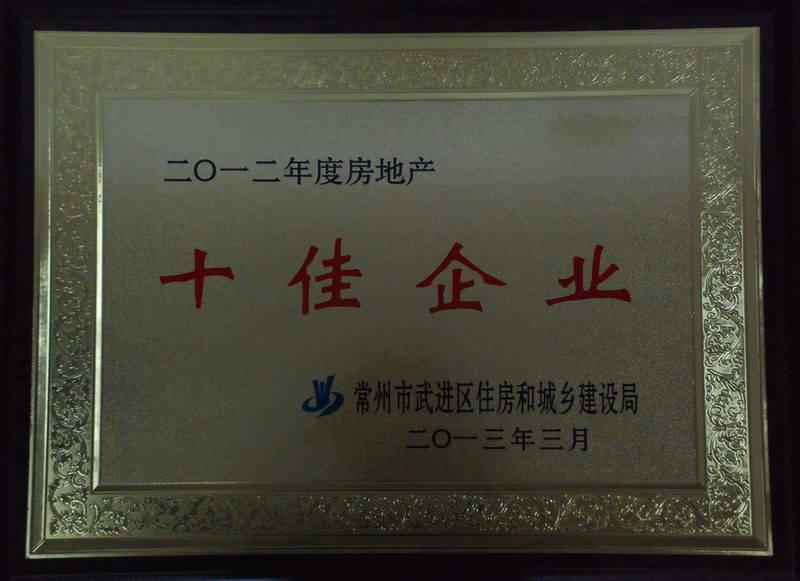 二〇一二年度房地产
十佳企业
常州市武进区住房和城乡建设局
二〇一三年三月